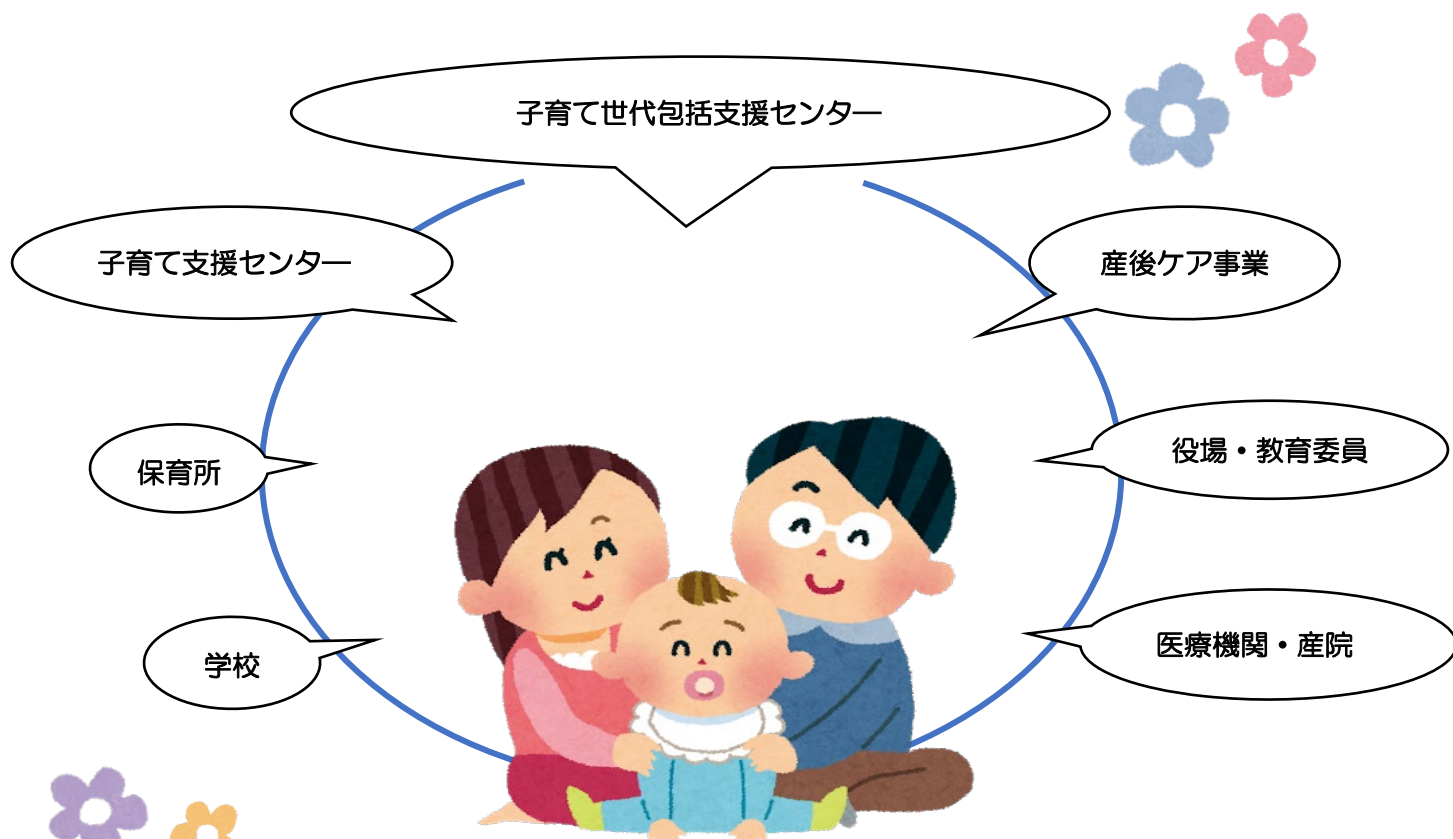 子育て世代包括支援センター
子育て支援センター
産後ケア事業
保育所
役場・教育委員
学校
医療機関・産院